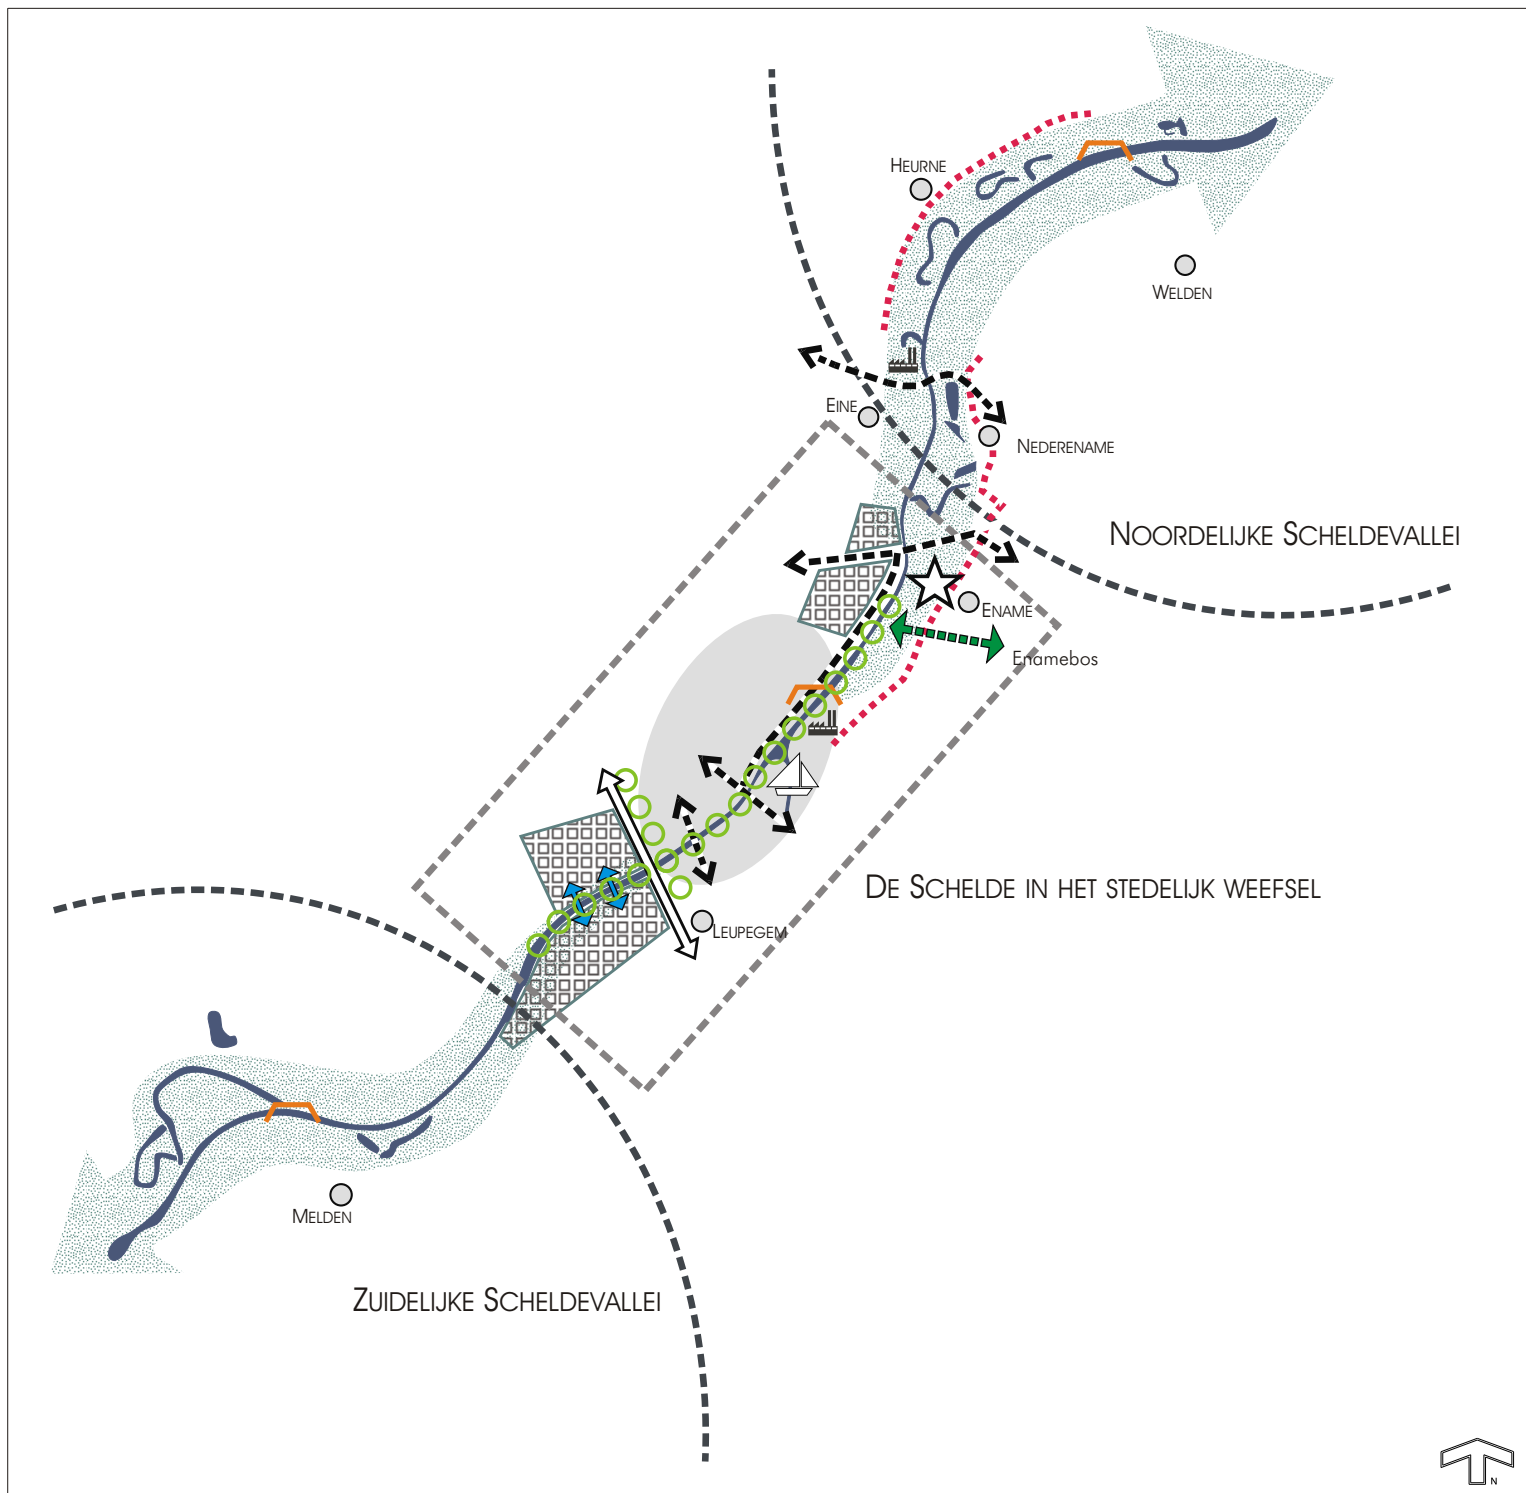 HEURNE
WELDEN
EINE
NEDERENAME
NOORDELIJKE SCHELDEVALLEI
ENAME
Enamebos
DE SCHELDE IN HET STEDELIJK WEEFSEL
LEUPEGEM
MELDEN
ZUIDELIJKE SCHELDEVALLEI
N